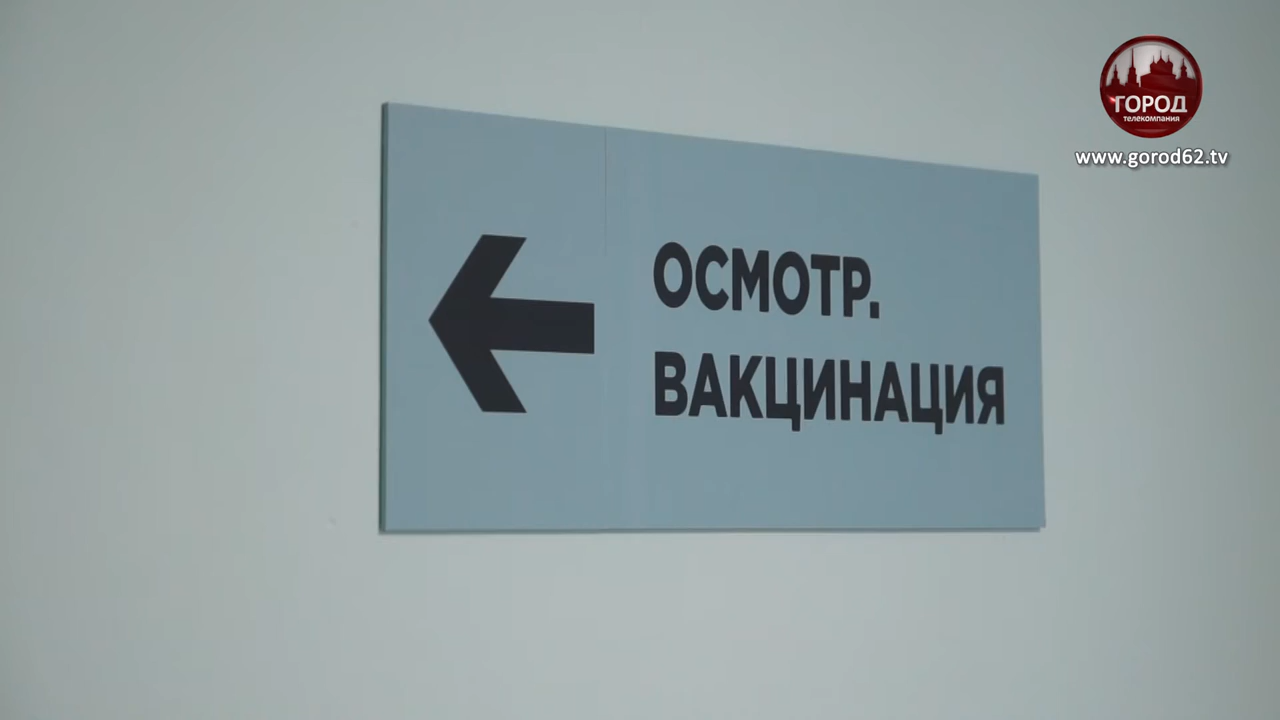 ГОРОД
телекомпания
www.gorod62.tv
ОСМОТР.
ВАКЦИНАЦИЯ